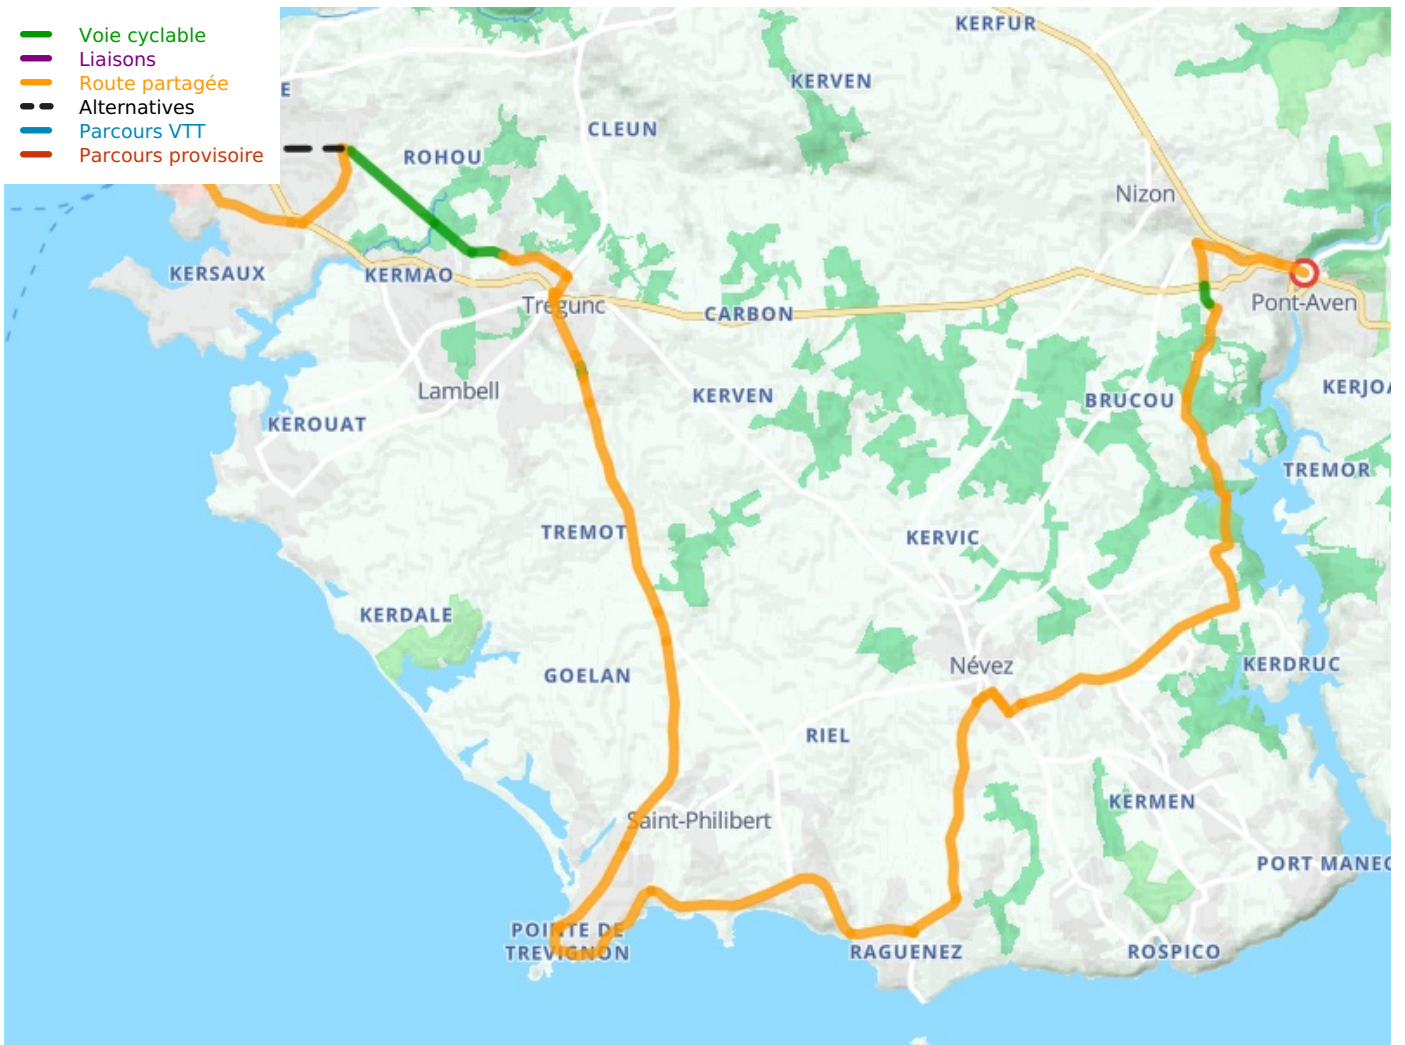 Voie cyclable
Liaisons
Route partagée
Alternatives
Parcours VTT
Parcours provisoire
E
KERFUR
KERVEN
CLEUN
ROHOU
Nizon
KERSAUX
KERMAO
Trégunc
CARBON
Pont-Aven
Lambell
KERVEN
BRUCOU
KERJOA
KEROUAT
TREMOR
TREMOT
KERVIC
KERDALE
GOELAN
Névez
KERDRUC
RIEL
KERMEN
Saint-Philibert
PORT MANEC
POINTE DE
TREVIGNON
RAGUENEZ
ROSPICO